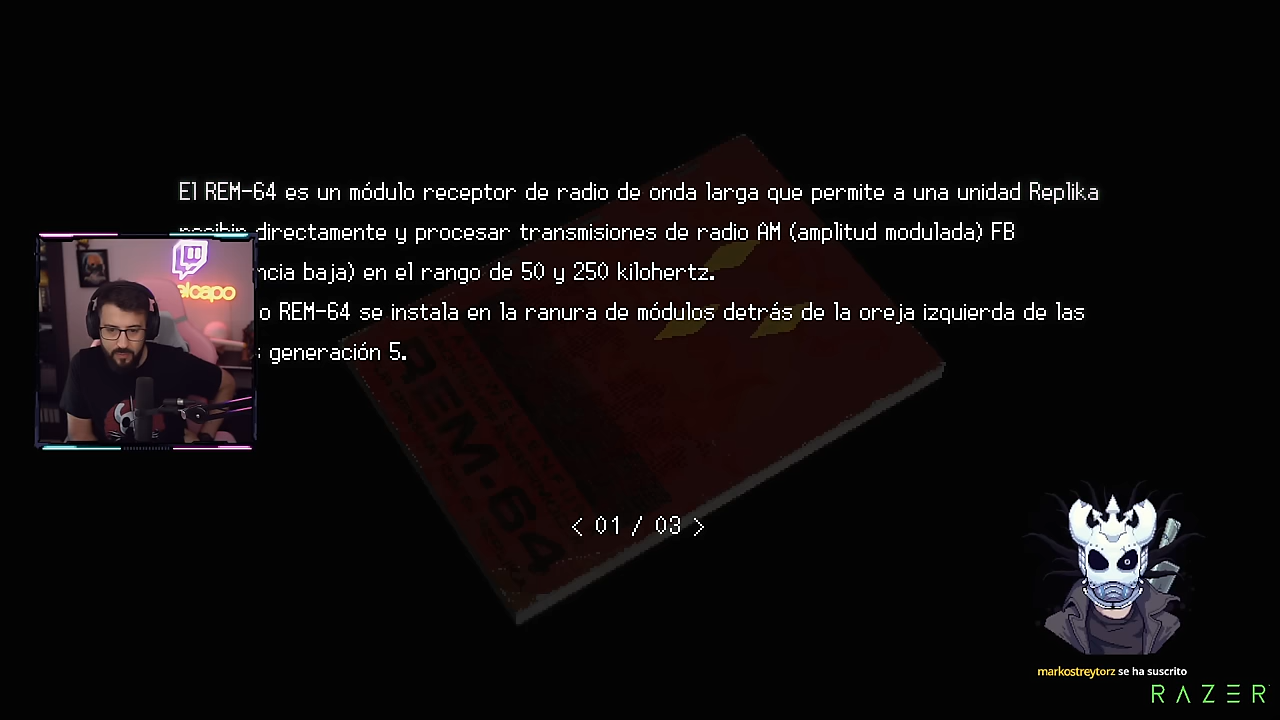 El REM-64 es un módulo receptor de radio de onda larga que permite a una unidad Replika
recibir directamente y procesar transmisiones de radio AM (amplitud modulada) FB
ncia baja) en el rango de 50 y 250 kilohertz.
o REM-64 se instala en la ranura de módulos detrás de la oreja izquierda de las
generación 5.
elcapo
REM-64
< 01 / 03 >
markostreytorz se ha suscrito
RAZER